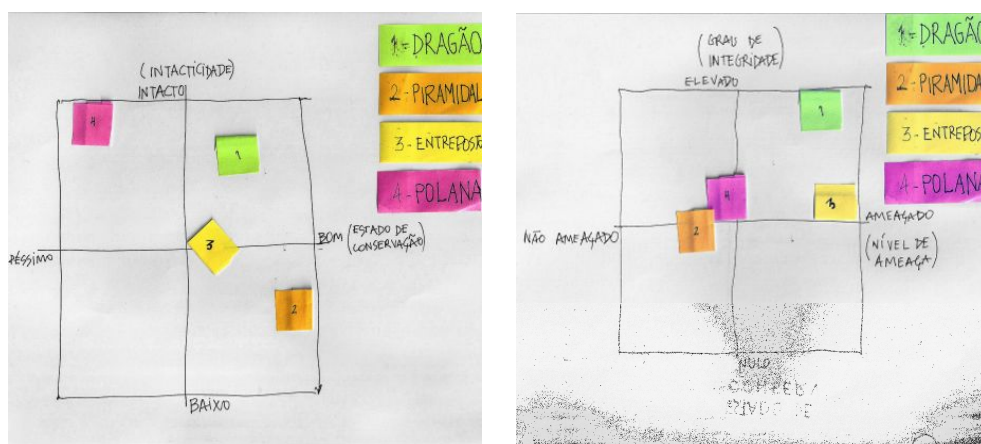 (INTACTICIDADE)
INTACTO
4
1
3
2
PÉSSIMO
BOM (ESTADO DE
CONSERVAÇÃO)
BAIXO
1-DRAGÃO
2-PIRAMIDAL
3-ENTREPOSTO
4-POLANA
(GRAU DE
INTEGRIDADE)
ELEVADO
1
4
3
2
NÃO AMEAÇADO
AMEAÇADO
(NÍVEL DE
AMEAÇA)
NULO
1-DRAGÃO
2-PIRAMIDAL
3-ENTREPOS
4-POLANA